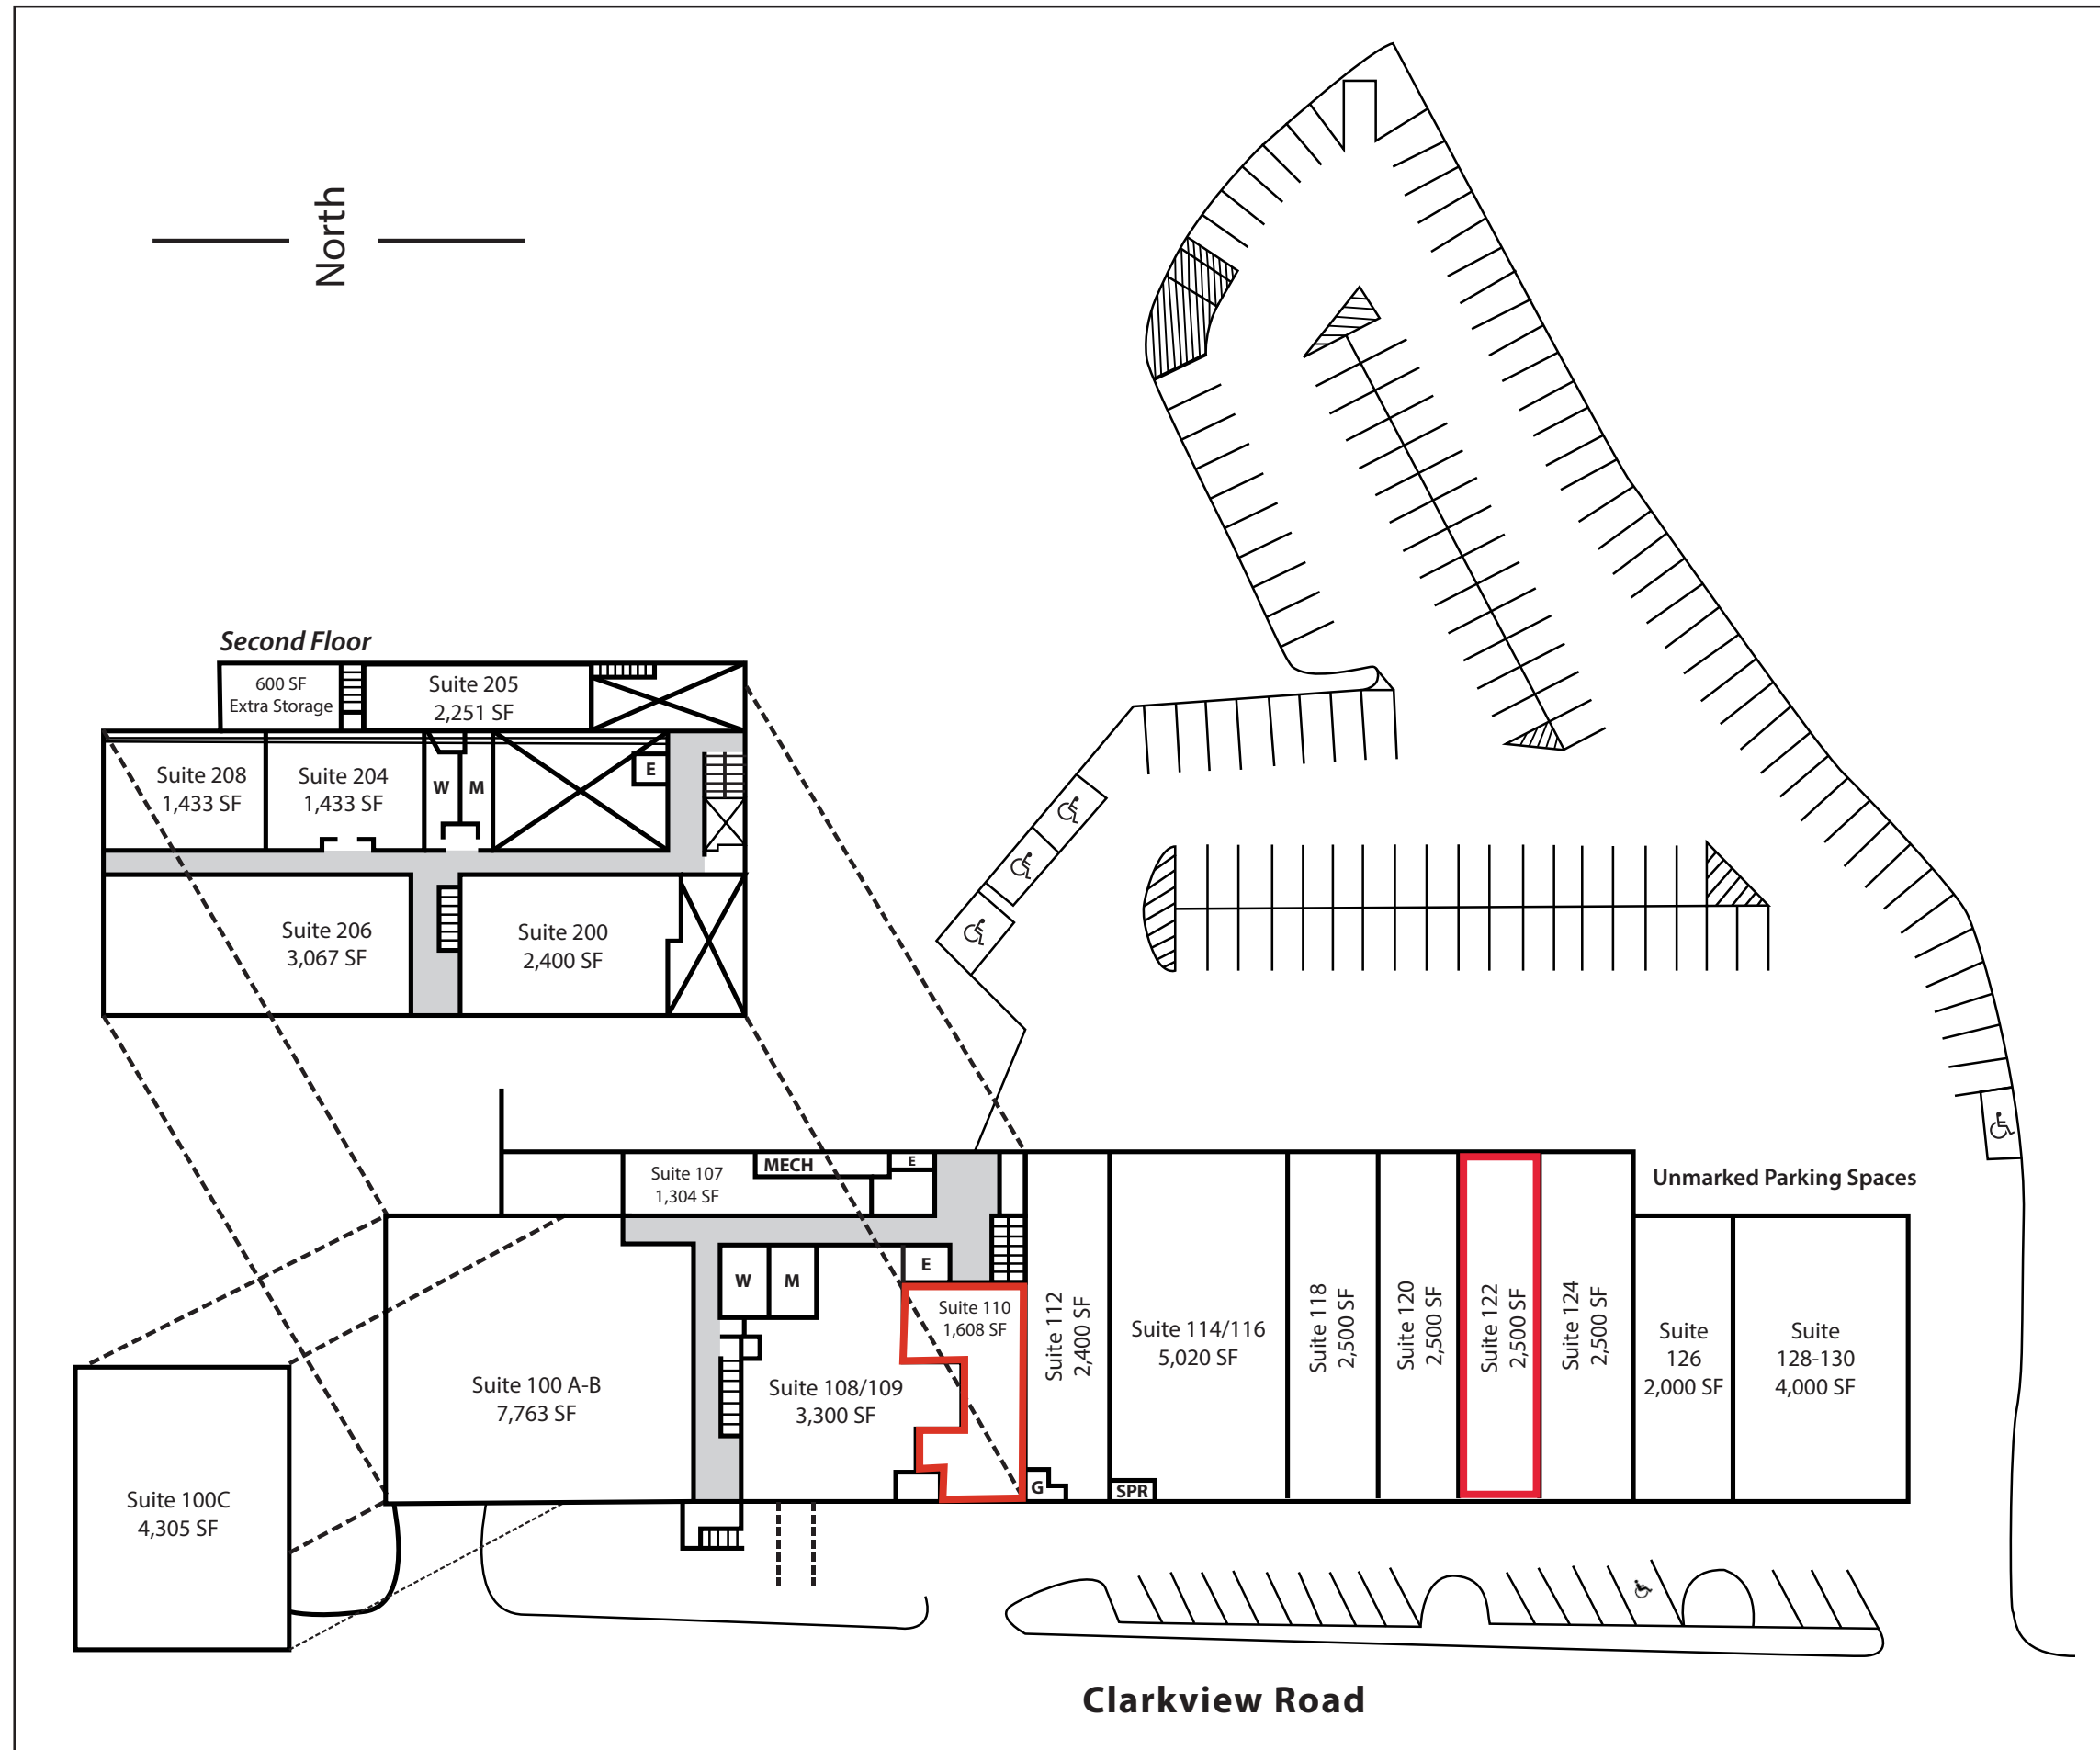 North
Second Floor
600 SF
Extra Storage
Suite 205
2,251 SF
Suite 208
1,433 SF
Suite 204
1,433 SF
W
M
E
Suite 206
3,067 SF
Suite 200
2,400 SF
Suite 107
1,304 SF
MECH
E
Unmarked Parking Spaces
W
M
E
Suite 110
1,608 SF
Suite 100 A-B
7,763 SF
Suite 108/109
3,300 SF
Suite 112
2,400 SF
Suite 114/116
5,020 SF
Suite 118
2,500 SF
Suite 120
2,500 SF
Suite 122
2,500 SF
Suite 124
2,500 SF
Suite
126
2,000 SF
Suite
128-130
4,000 SF
G
SPR
Suite 100C
4,305 SF
Clarkview Road